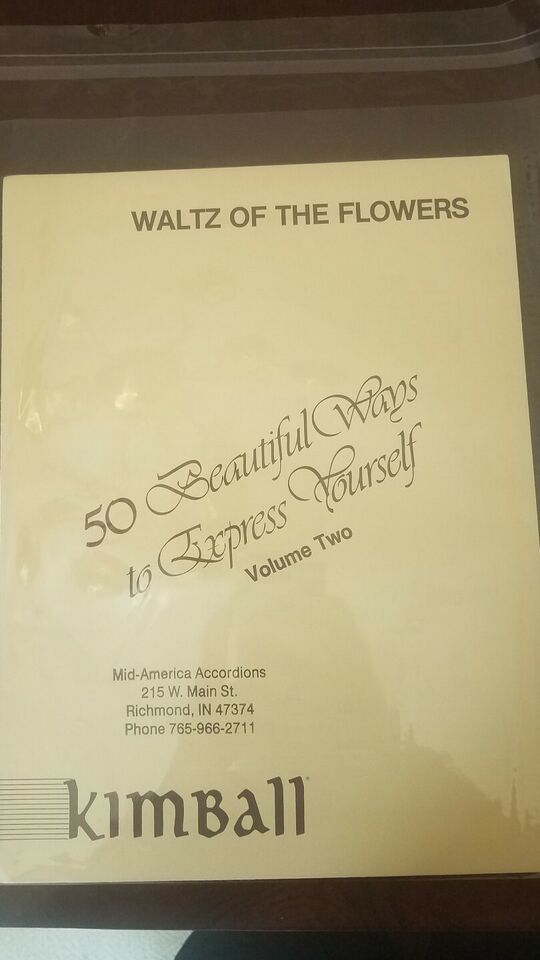 WALTZ OF THE FLOWERS
50 Beautiful Ways
to Express Yourself
Volume Two
Mid-America Accordions
215 W. Main St.
Richmond, IN 47374
Phone 765-966-2711
kimball